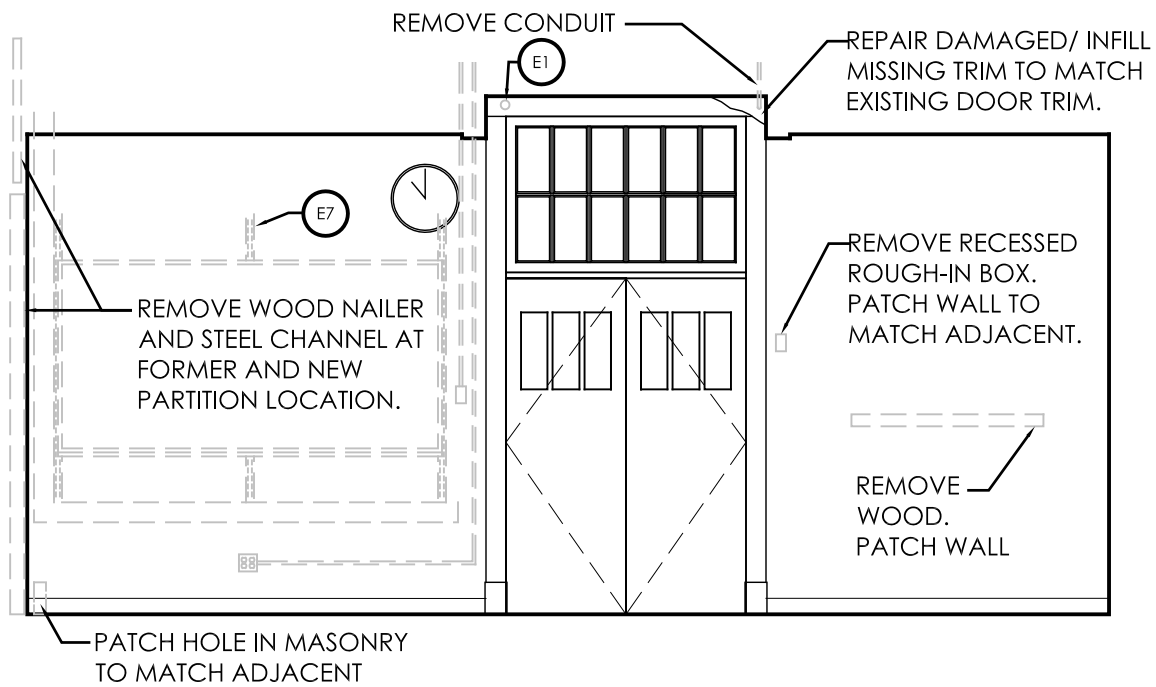 REMOVE CONDUIT
E1
REPAIR DAMAGED/ INFILL
MISSING TRIM TO MATCH
EXISTING DOOR TRIM.
E7
REMOVE RECESSED
ROUGH-IN BOX.
PATCH WALL TO
MATCH ADJACENT.
REMOVE WOOD NAILER
AND STEEL CHANNEL AT
FORMER AND NEW
PARTITION LOCATION.
REMOVE
WOOD.
PATCH WALL
PATCH HOLE IN MASONRY
TO MATCH ADJACENT